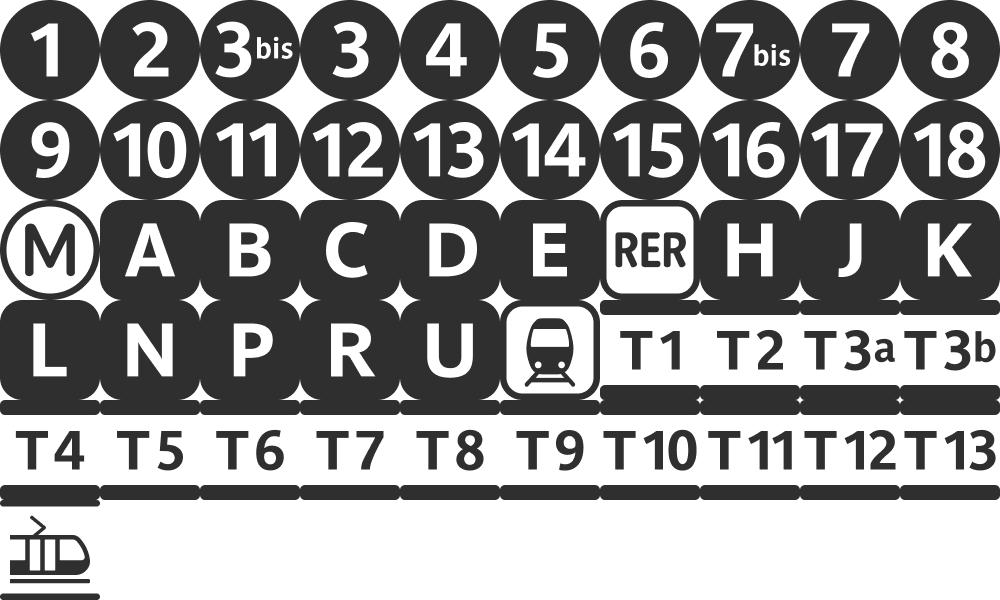 1 2 3bis 3 4 5 6 7bis 7 8
9 10 11 12 13 14 15 16 17 18
M A B C D E RER H J K
L N P R U T1 T2 T3a T3b
T4 T5 T6 T7 T8 T9 T10 T11 T12 T13